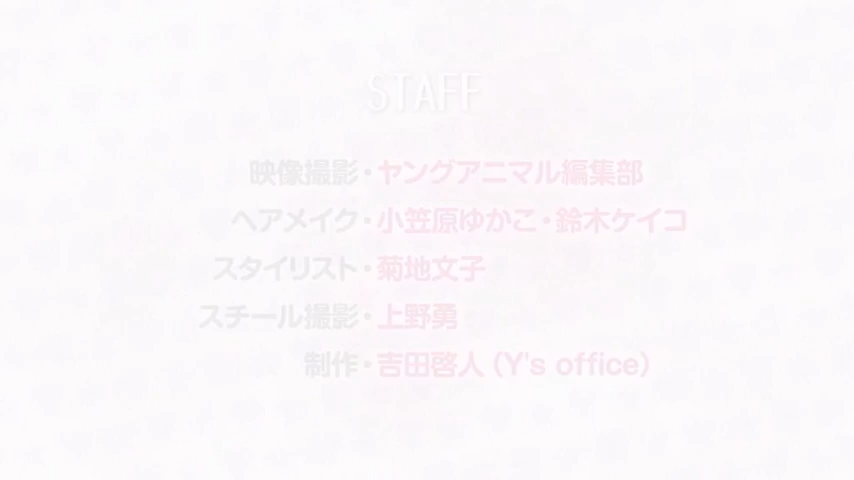 STAFF
映像撮影・ヤングアニマル編集部
ヘアメイク・小笠原ゆかこ・鈴木ケイコ
スタイリスト・菊地文子
スチール撮影・上野勇
制作・吉田啓人（Y's office）